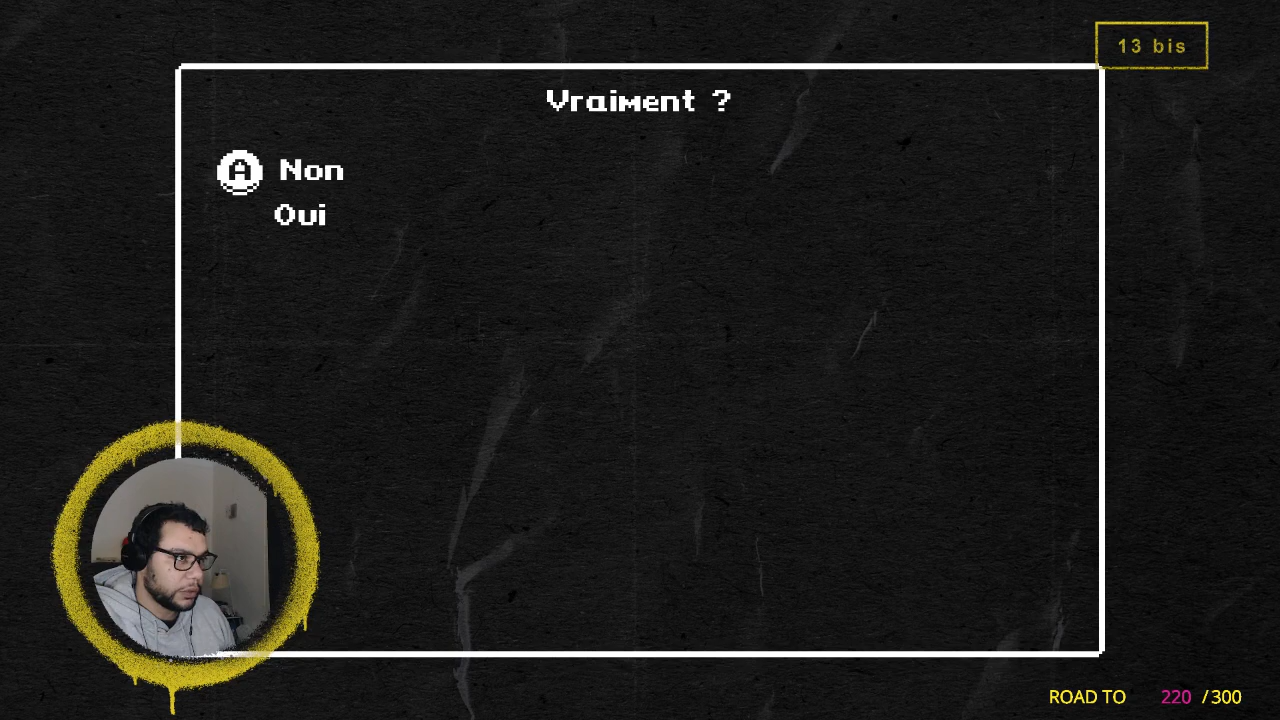 13 bis
Vraiment ?
A Non
Oui
ROAD TO 220 /300